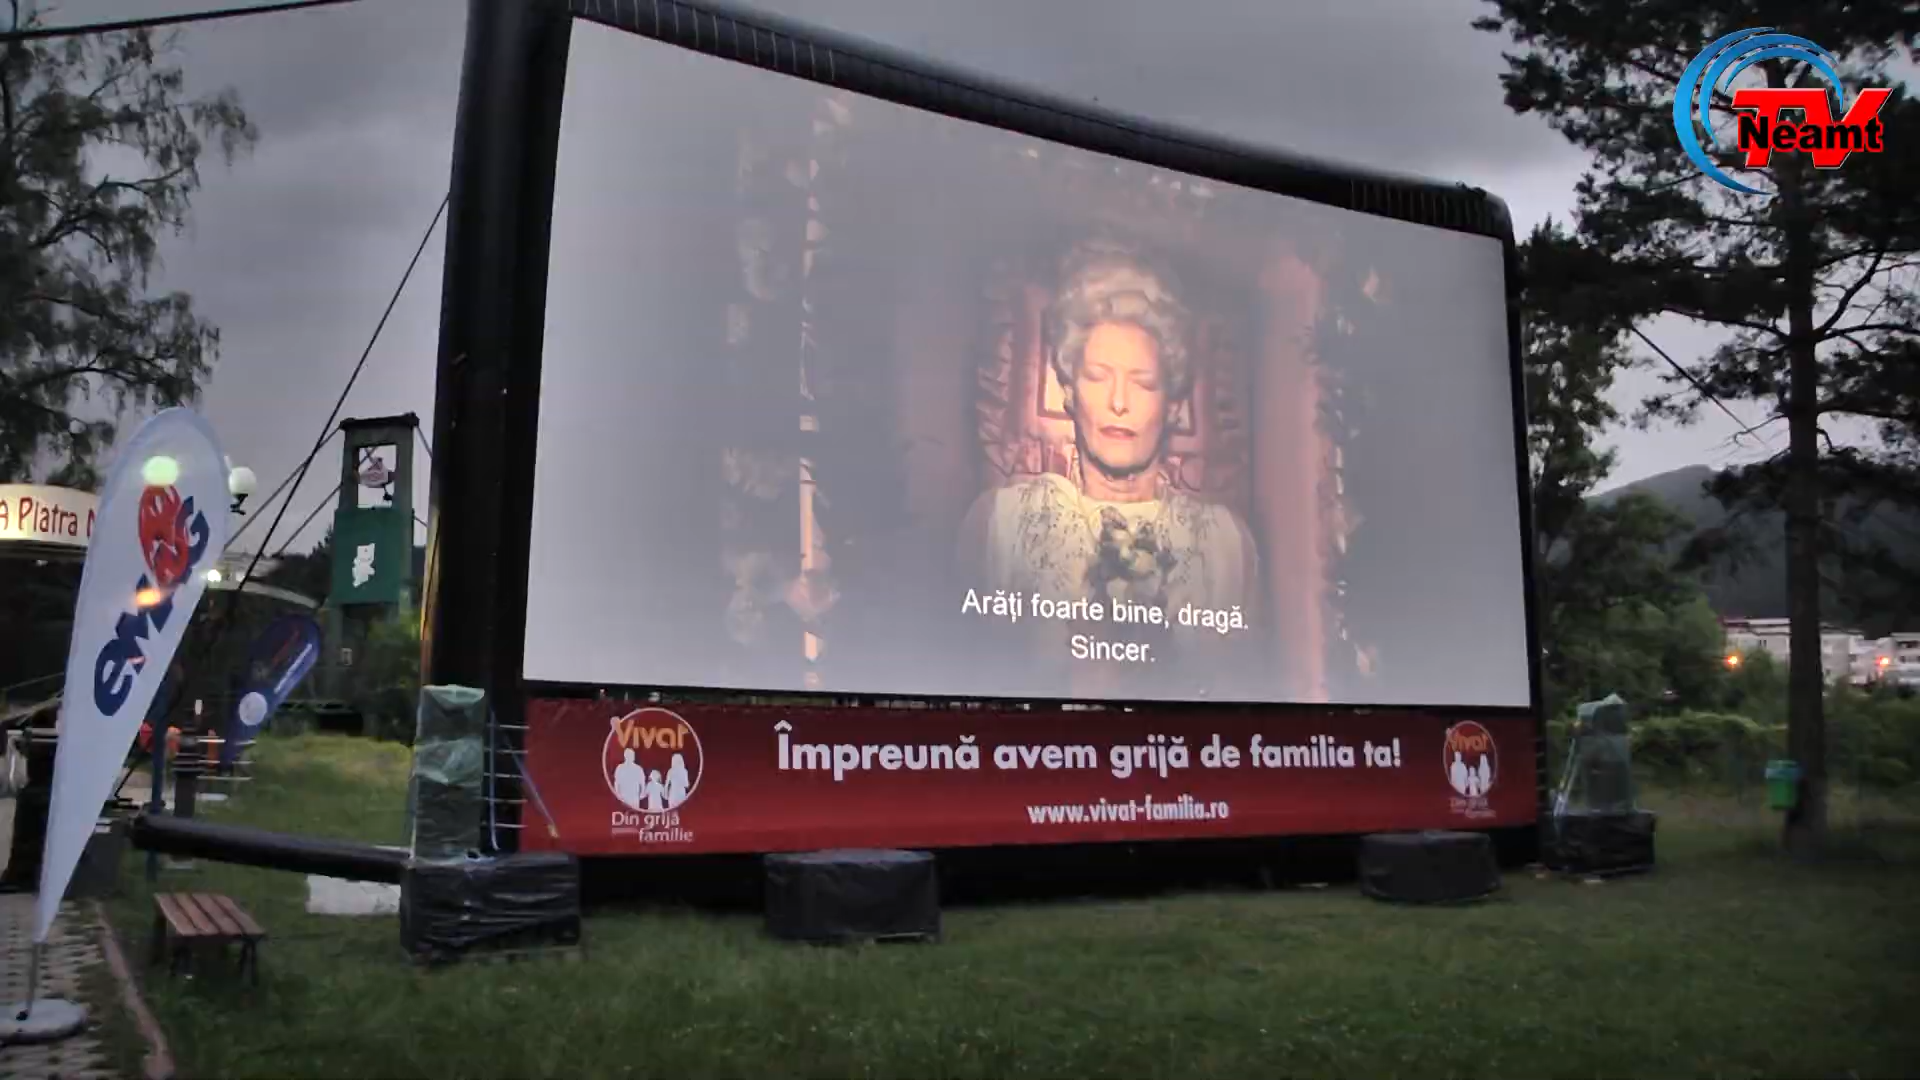 TV
Neamt
A Piatra N
eMAG
Arăți foarte bine, dragă.
Sincer.
Vivat
Din grijă
familie
Împreună avem grijă de familia ta!
www.vivat-familia.ro
Vivat
Din grijă
familie